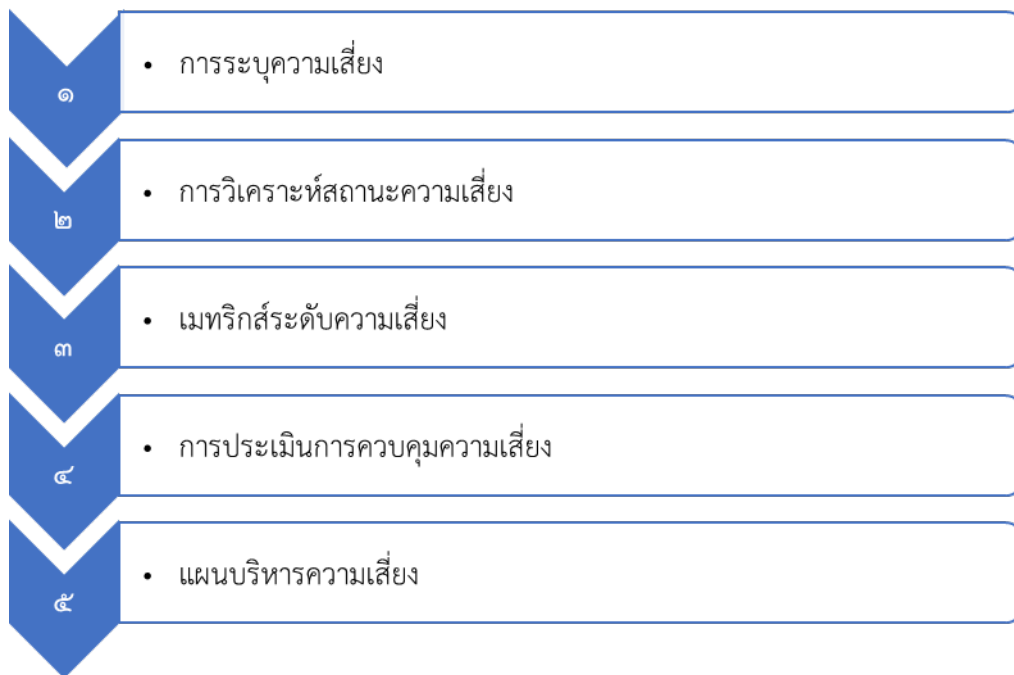 ๑
• การระบุความเสี่ยง
๒
• การวิเคราะห์สถานะความเสี่ยง
๓
• เมทริกส์ระดับความเสี่ยง
๔
• การประเมินการควบคุมความเสี่ยง
๕
• แผนบริหารความเสี่ยง